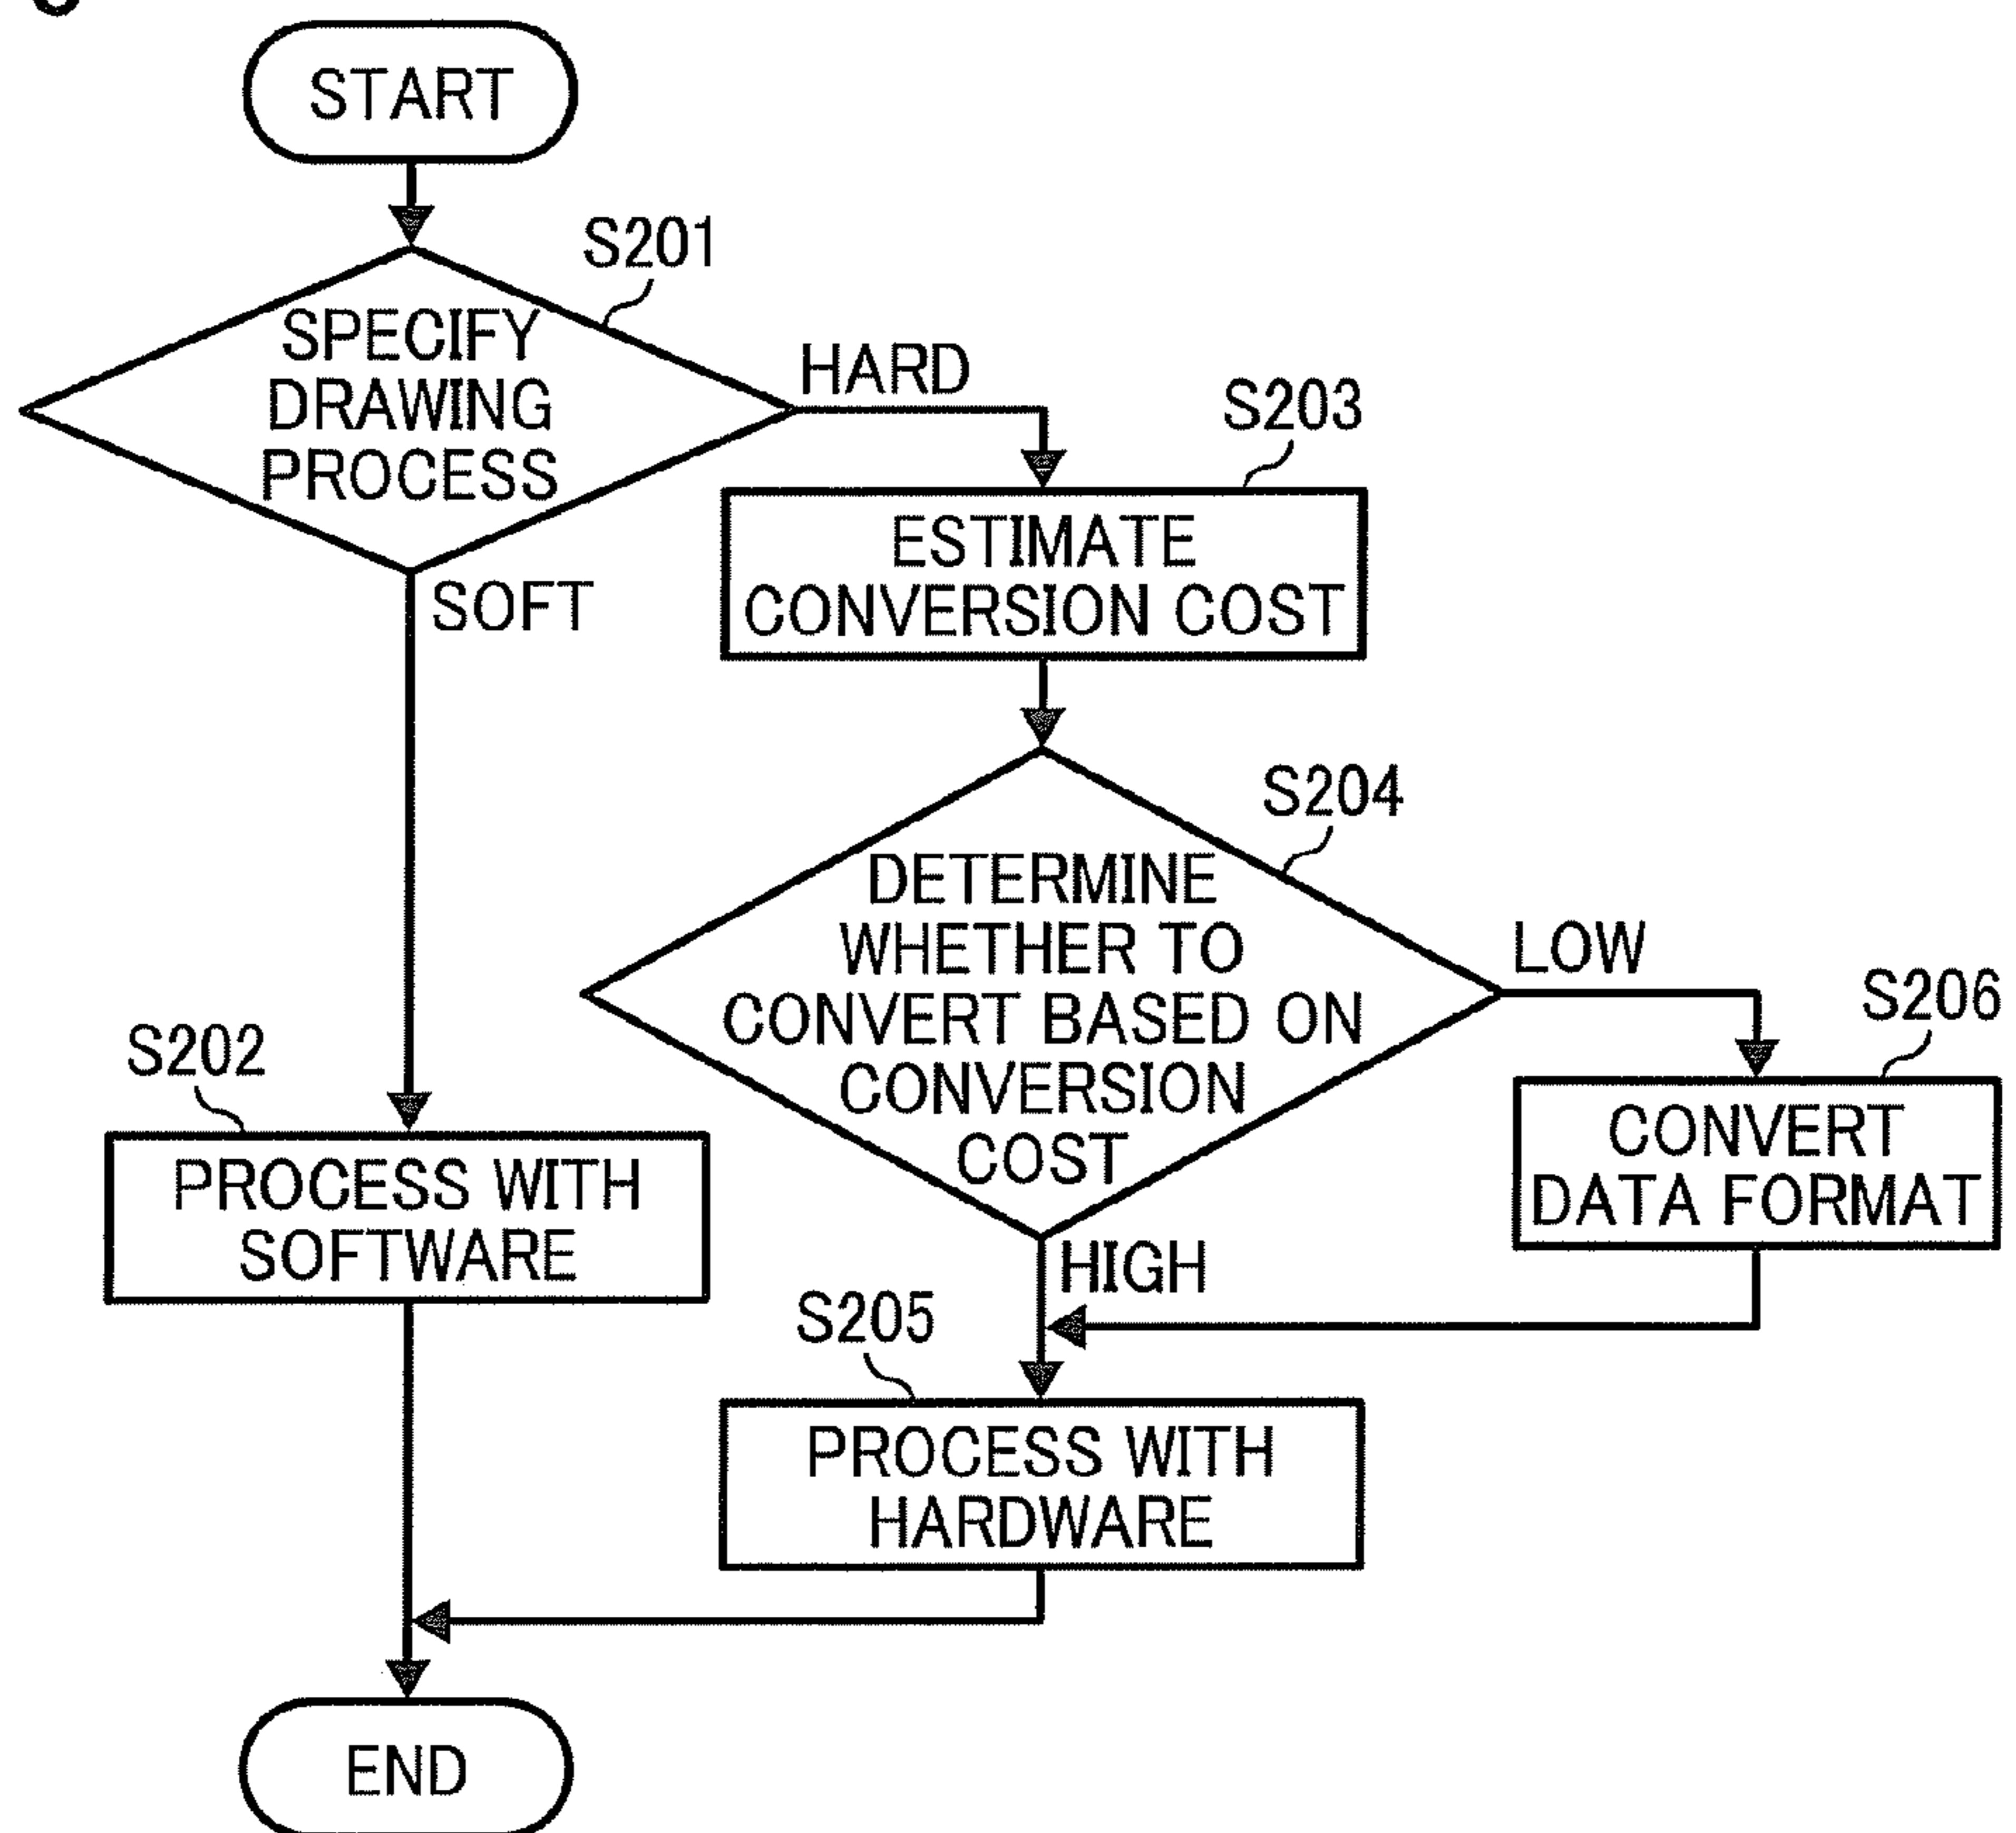 START
S201
SPECIFY
DRAWING
PROCESS
HARD
SOFT
S203
ESTIMATE
CONVERSION COST
S204
DETERMINE
WHETHER TO
CONVERT BASED ON
CONVERSION
COST
LOW
HIGH
S206
CONVERT
DATA FORMAT
S202
PROCESS WITH
SOFTWARE
S205
PROCESS WITH
HARDWARE
END